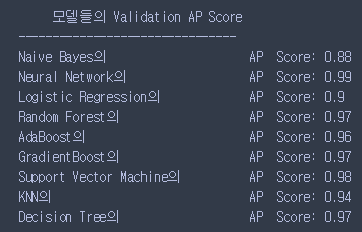 모델들의 Validation AP Score
--------------------------------
Naive Bayes의 AP Score: 0.88
Neural Network의 AP Score: 0.99
Logistic Regression의 AP Score: 0.9
Random Forest의 AP Score: 0.97
AdaBoost의 AP Score: 0.96
GradientBoost의 AP Score: 0.97
Support Vector Machine의 AP Score: 0.98
KNN의 AP Score: 0.94
Decision Tree의 AP Score: 0.97